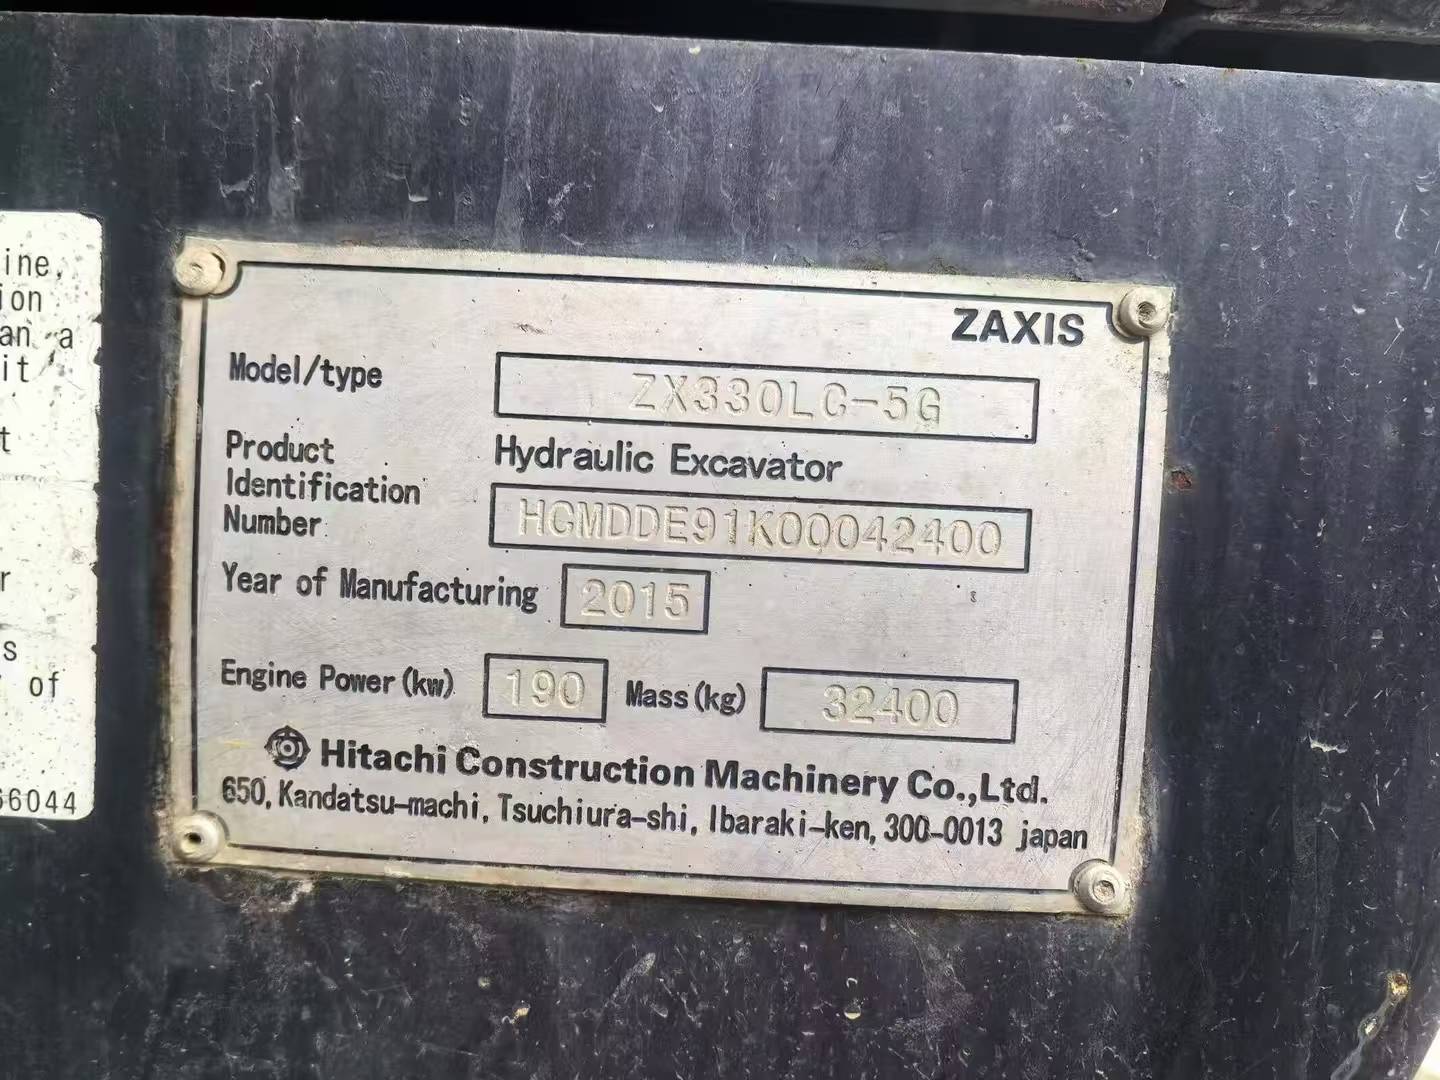 ine,
ion
an a
it
t
r
s
of
66044
ZAXIS
Model/type ZX330LC-5G
Product Hydraulic Excavator
Identification
Number HCMDDE91K00042400
Year of Manufacturing 2015
Engine Power(kw) 190 Mass(kg) 32400
Hitachi Construction Machinery Co.,Ltd.
650, Kandatsu-machi, Tsuchiura-shi, Ibaraki-ken, 300-0013 japan